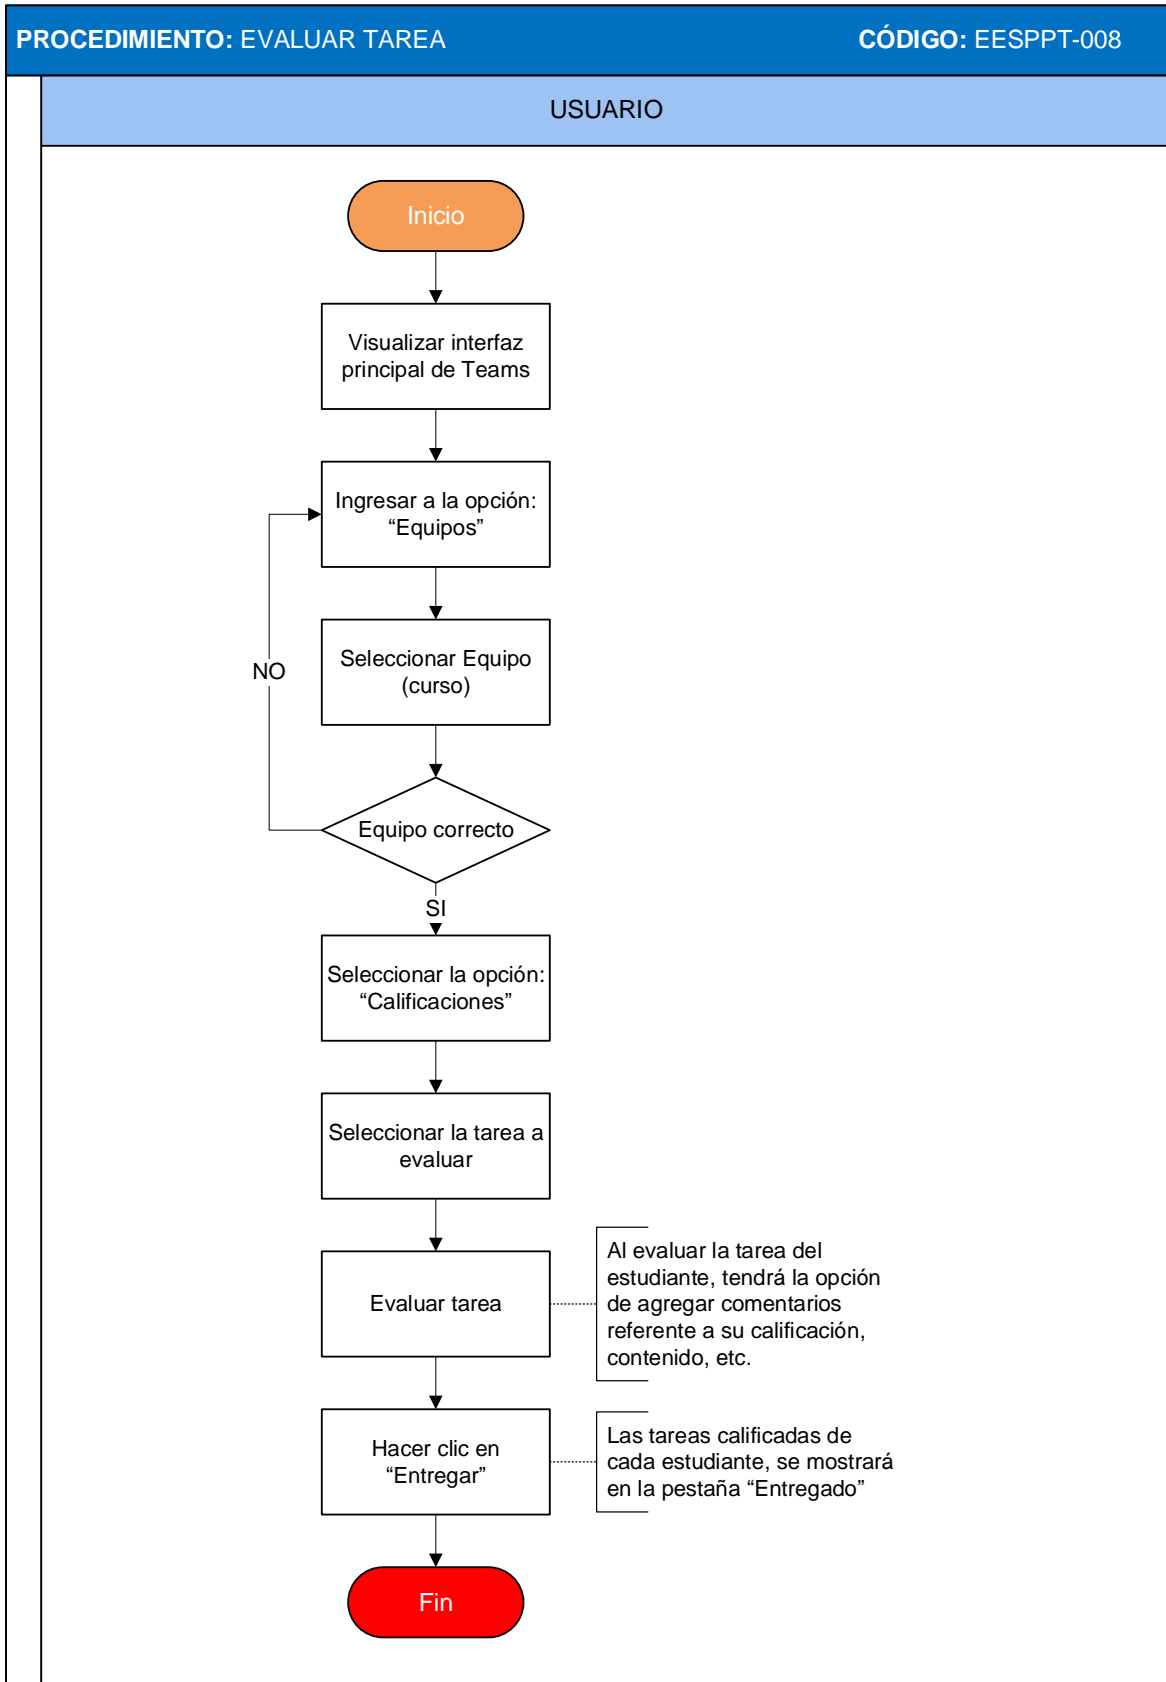 PROCEDIMIENTO: EVALUAR TAREA CÓDIGO: EESPPT-008
USUARIO
Inicio
Visualizar interfaz
principal de Teams
Ingresar a la opción:
“Equipos”
Seleccionar Equipo
(curso)
NO
Equipo correcto
SI
Seleccionar la opción:
“Calificaciones”
Seleccionar la tarea a
evaluar
Evaluar tarea
Al evaluar la tarea del
estudiante, tendrá la opción
de agregar comentarios
referente a su calificación,
contenido, etc.
Hacer clic en
“Entregar”
Las tareas calificadas de
cada estudiante, se mostrará
en la pestaña “Entregado”
Fin